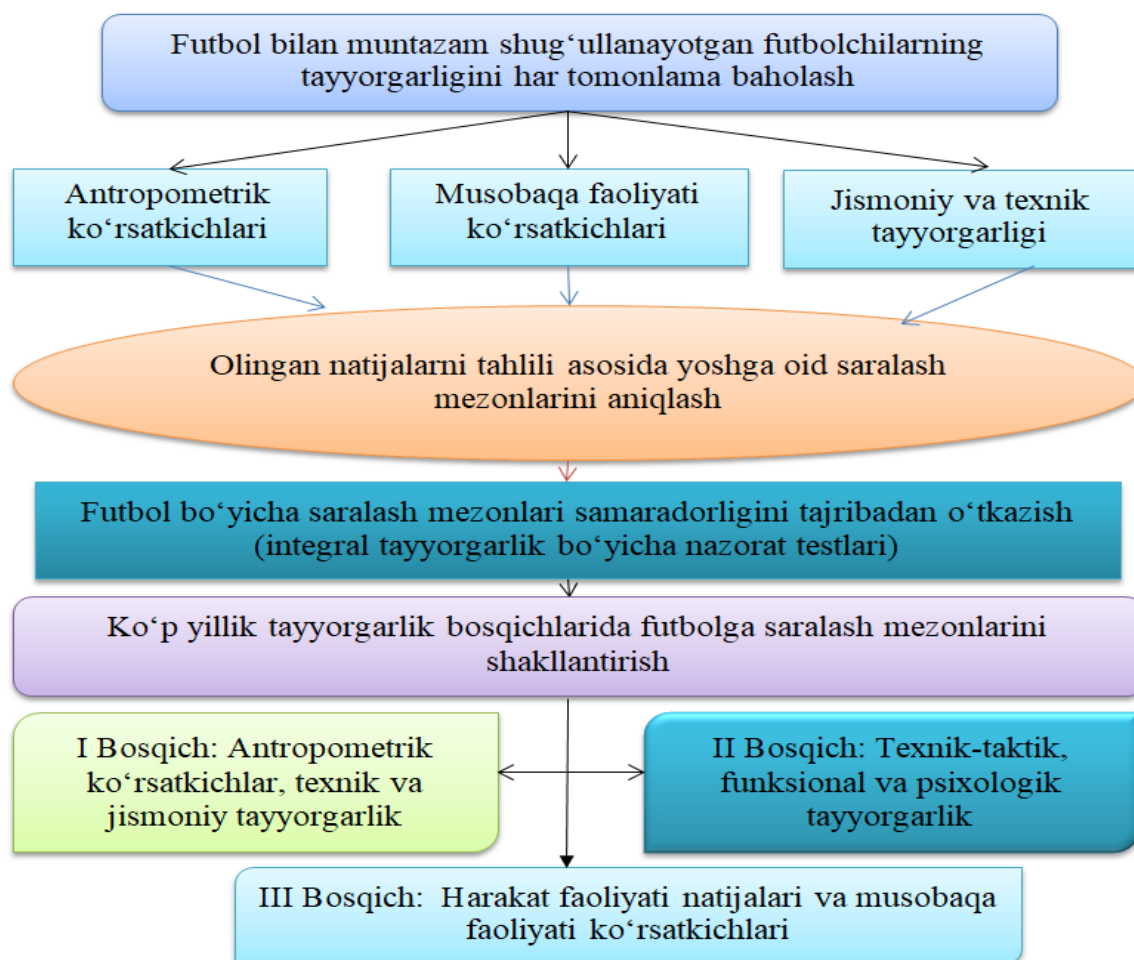 Futbol bilan muntazam shug‘ullanayotgan futbolchilarning
tayyorgarligini har tomonlama baholash
Antropometrik
ko‘rsatkichlari
Musobaqa faoliyati
ko‘rsatkichlari
Jismoniy va texnik
tayyorgarligi
Olingan natijalarni tahlili asosida yoshga oid saralash
mezonlarini aniqlash
Futbol bo‘yicha saralash mezonlari samaradorligini tajribadan o‘tkazish
(integral tayyorgarlik bo‘yicha nazorat testlari)
Ko‘p yillik tayyorgarlik bosqichlarida futbolga saralash mezonlarini
shakllantirish
I Bosqich: Antropometrik
ko‘rsatkichlar, texnik va
jismoniy tayyorgarlik
II Bosqich: Texnik-taktik,
funksional va psixologik
tayyorgarlik
III Bosqich: Harakat faoliyati natijalari va musobaqa
faoliyati ko‘rsatkichlari